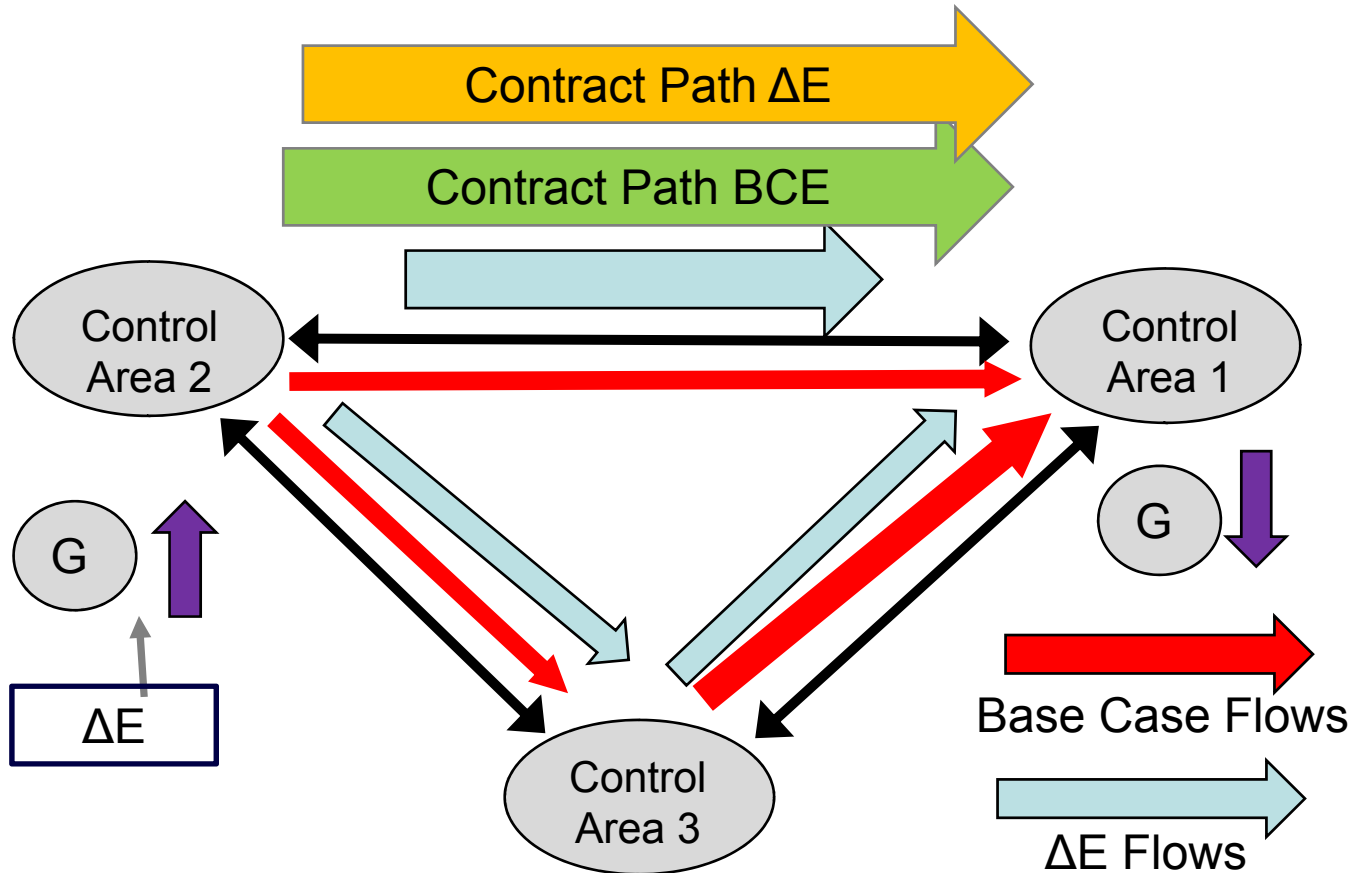 Contract Path ΔE
Contract Path BCE
Control
Area 2
Control
Area 1
G
G
ΔE
Base Case Flows
Control
Area 3
ΔE Flows